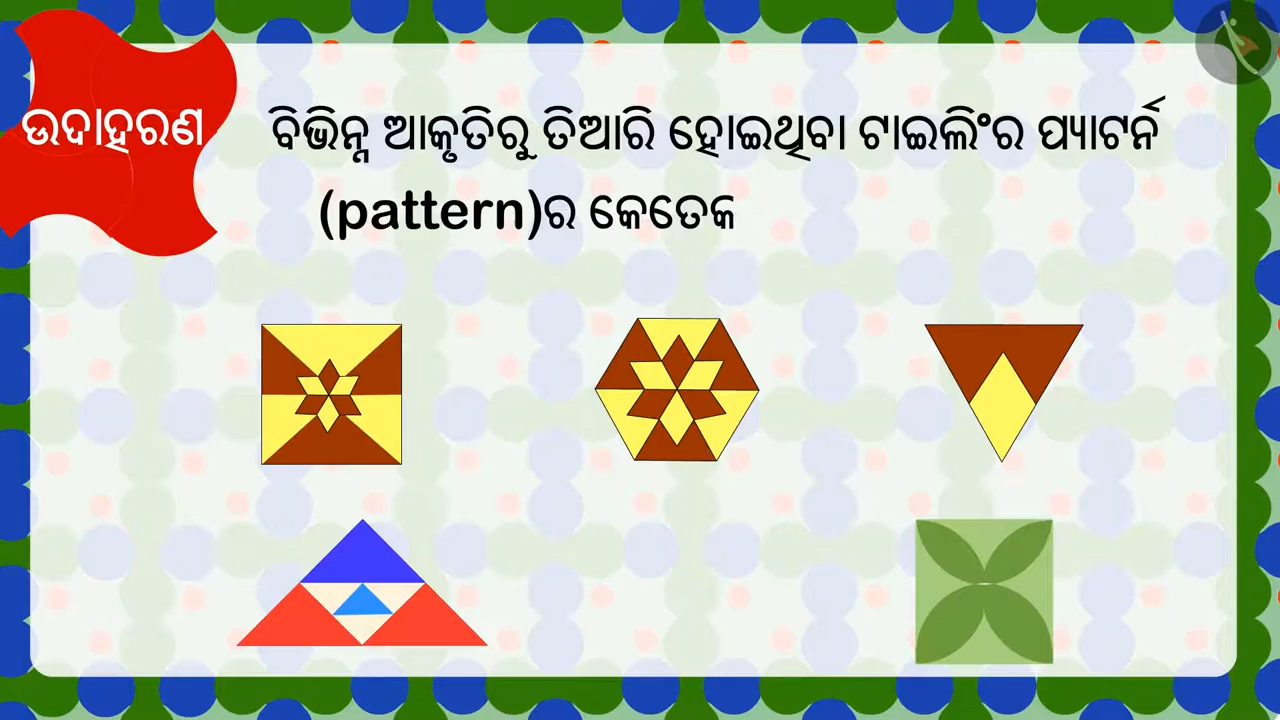 ଉଦାହରଣ
ବିଭିନ୍ନ ଆକୃତିରୁ ତିଆରି ହୋଇଥିବା ଟାଇଲିଂର ପ୍ୟାଟର୍ନ
(pattern)ର କେତେକ